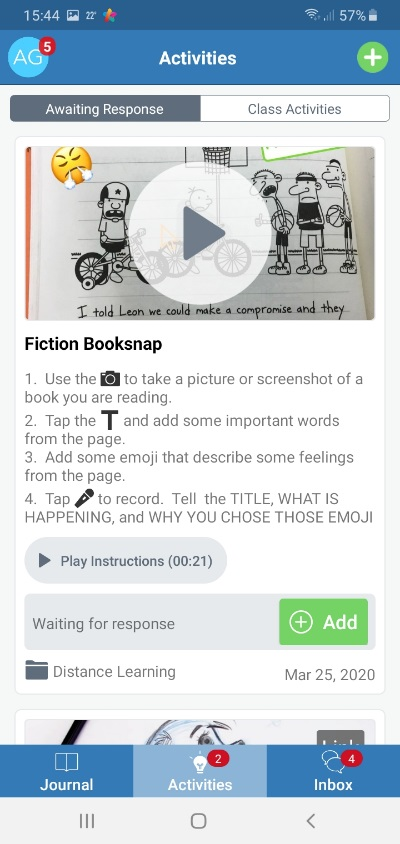 15:44 22° 57%
AG 5 Activities
Awaiting Response Class Activities
I told Leon we could make a compromise and they
Fiction Booksnap
1. Use the to take a picture or screenshot of a
book you are reading.
2. Tap the T and add some important words
from the page.
3. Add some emoji that describe some feelings
from the page.
4. Tap to record. Tell the TITLE, WHAT IS
HAPPENING, and WHY YOU CHOSE THOSE EMOJI
Play Instructions (00:21)
Waiting for response Add
Distance Learning Mar 25, 2020
Link
2 4
Journal Activities Inbox